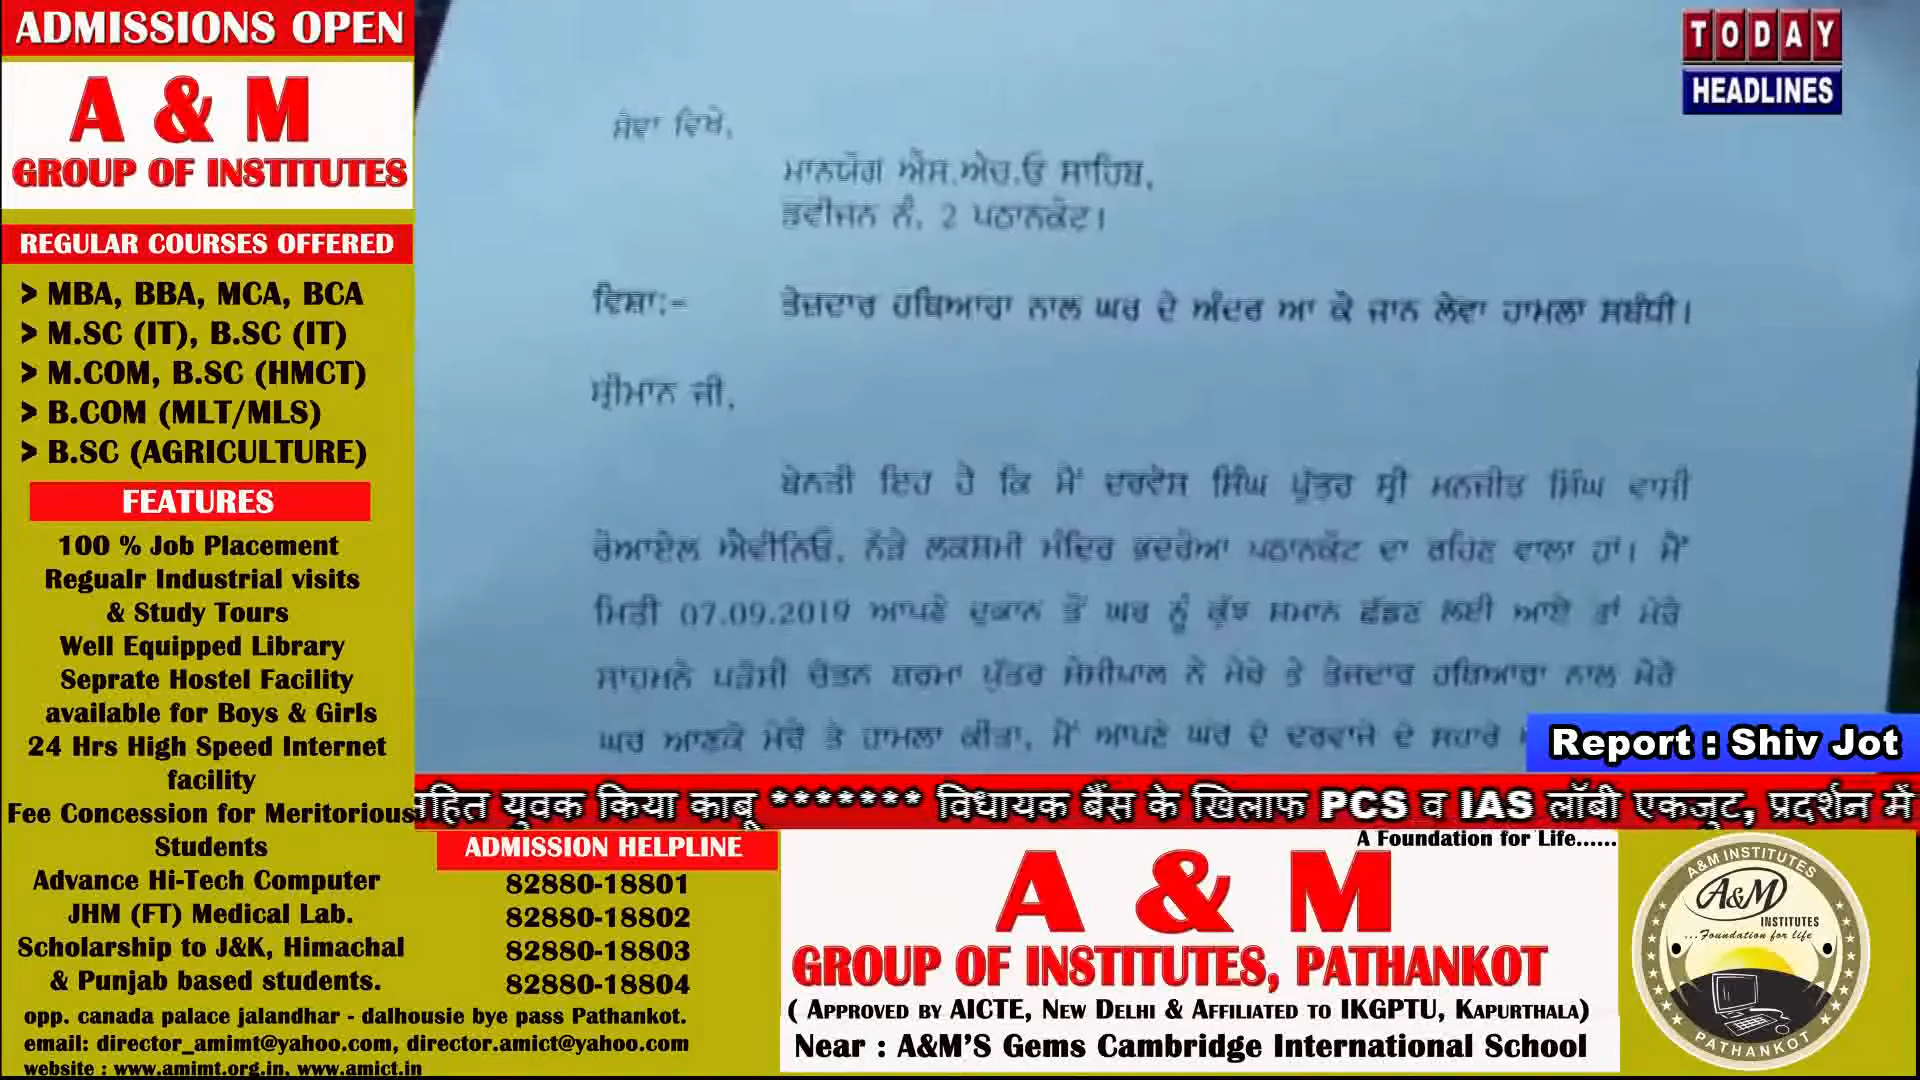 ADMISSIONS OPEN
A & M
GROUP OF INSTITUTES
REGULAR COURSES OFFERED
> MBA, BBA, MCA, BCA
> M.SC (IT), B.SC (IT)
> M.COM, B.SC (HMCT)
> B.COM (MLT/MLS)
> B.SC (AGRICULTURE)
FEATURES
100 % Job Placement
Regualr Industrial visits
& Study Tours
Well Equipped Library
Seprate Hostel Facility
available for Boys & Girls
24 Hrs High Speed Internet
facility
Fee Concession for Meritorious
Students
Advance Hi-Tech Computer
JHM (FT) Medical Lab.
Scholarship to J&K, Himachal
& Punjab based students.
opp. canada palace jalandhar - dalhousie bye pass Pathankot.
email: director_amimt@yahoo.com, director.amict@yahoo.com
website : www.amimt.org.in, www.amict.in
TODAY
HEADLINES
ਸੇਵਾ ਵਿਖੇ,
ਮਾਨਯੋਗ ਐਸ.ਐਚ.ਓ ਸਾਹਿਬ,
ਡਵੀਜਨ ਨੰ. 2 ਪਠਾਨਕੋਟ।
ਵਿਸ਼ਾ:- ਤੇਜ਼ਦਾਰ ਹਥਿਆਰਾ ਨਾਲ ਘਰ ਦੇ ਅੰਦਰ ਆ ਕੇ ਜਾਨ ਲੇਵਾ ਹਾਮਲਾ ਸਬੰਧੀ।
ਸ਼੍ਰੀਮਾਨ ਜੀ,
ਬੇਨਤੀ ਇਹ ਹੈ ਕਿ ਮੈਂ ਦਰਵੇਸ਼ ਸਿੰਘ ਪੁੱਤਰ ਸ੍ਰੀ ਮਨਜੀਤ ਸਿੰਘ ਵਾਸੀ
ਰੋਆਏਲ ਐਵੀਨਿਓ, ਨੇੜੇ ਲਕਸ਼ਮੀ ਮੰਦਿਰ ਭਦਰੋਆ ਪਠਾਨਕੋਟ ਦਾ ਰਹਿਣ ਵਾਲਾ ਹਾਂ। ਮੈਂ
ਮਿਤੀ 07.09.2019 ਆਪਣੇ ਦੁਕਾਨ ਤੋਂ ਘਰ ਨੂੰ ਕੁੱਝ ਸਮਾਨ ਛੱਡਣ ਲਈ ਆਏ ਤਾਂ ਮੇਰੇ
ਸਾਹਮਨੇ ਪੜੋਸੀ ਚੇਤਨ ਸ਼ਰਮਾ ਪੁੱਤਰ ਨੇ ਮੇਰੇ ਤੇ ਤੇਜਦਾਰ ਹਥਿਆਰਾ ਨਾਲ ਮੇਰੇ
ਘਰ ਆਣਕੇ ਮੇਰੇ ਤੇ ਹਾਮਲਾ ਕੀਤਾ, ਮੈਂ ਆਪਣੇ ਘਰ ਦੇ ਦਰਵਾਜੇ ਦੇ ਸਹਾਰੇ
Report : Shiv Jot
सहित युवक किया काबू ******* विधायक बैंस के खिलाफ PCS व IAS लॉबी एकजूट, प्रदर्शन में
ADMISSION HELPLINE
82880-18801
82880-18802
82880-18803
82880-18804
A Foundation for Life......
A & M
GROUP OF INSTITUTES, PATHANKOT
( APPROVED BY AICTE, NEW DELHI & AFFILIATED TO IKGPTU, KAPURTHALA)
Near : A&M'S Gems Cambridge International School
A&M INSTITUTES
A&M
INSTITUTES
...Foundation for life
PATHANKOT